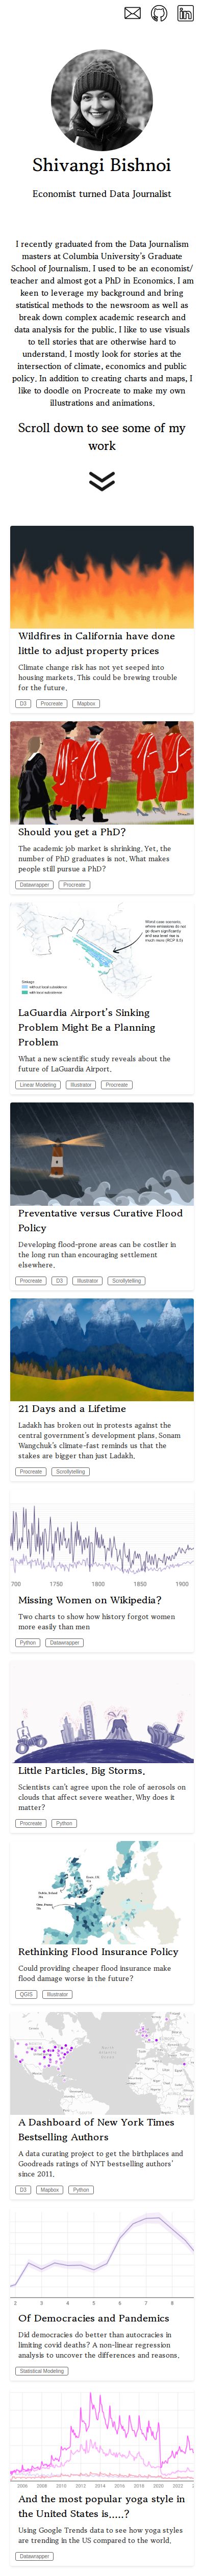 Shivangi Bishnoi
Economist turned Data Journalist
I recently graduated from the Data Journalism
masters at Columbia University's Graduate
School of Journalism. I used to be an economist/
teacher and almost got a PhD in Economics. I am
keen to leverage my background and bring
statistical methods to the newsroom as well as
break down complex academic research and
data analysis for the public. I like to use visuals
to tell stories that are otherwise hard to
understand. I mostly look for stories at the
intersection of climate, economics and public
policy. In addition to creating charts and maps, I
like to doodle on Procreate to make my own
illustrations and animations.
Scroll down to see some of my
work
Wildfires in California have done
little to adjust property prices
Climate change risk has not yet seeped into
housing markets. This could be brewing trouble
for the future.
D3 Procreate Mapbox
Should you get a PhD?
The academic job market is shrinking. Yet, the
number of PhD graduates is not. What makes
people still pursue a PhD?
Datawrapper Procreate
LaGuardia Airport's Sinking
Problem Might Be a Planning
Problem
What a new scientific study reveals about the
future of LaGuardia Airport.
Linear Modeling Illustrator Procreate
Preventative versus Curative Flood
Policy
Developing flood-prone areas can be costlier in
the long run than encouraging settlement
elsewhere.
Procreate D3 Illustrator Scrollytelling
21 Days and a Lifetime
Ladakh has broken out in protests against the
central government's development plans. Sonam
Wangchuk's climate-fast reminds us that the
stakes are bigger than just Ladakh.
Procreate Scrollytelling
700 1750 1800 1850 1900
Missing Women on Wikipedia?
Two charts to show how history forgot women
more easily than men
Python Datawrapper
Little Particles, Big Storms.
Scientists can't agree upon the role of aerosols on
clouds that affect severe weather. Why does it
matter?
Procreate Python
Rethinking Flood Insurance Policy
Could providing cheaper flood insurance make
flood damage worse in the future?
QGIS Illustrator
A Dashboard of New York Times
Bestselling Authors
A data curating project to get the birthplaces and
Goodreads ratings of NYT bestselling authors'
since 2011.
D3 Mapbox Python
2 3 4 5 6 7 8
Of Democracies and Pandemics
Did democracies do better than autocracies in
limiting covid deaths? A non-linear regression
analysis to uncover the differences and reasons.
Statistical Modeling
2006 2008 2010 2012 2014 2016 2018 2020 2022
And the most popular yoga style in
the United States is.....?
Using Google Trends data to see how yoga styles
are trending in the US compared to the world.
Datawrapper